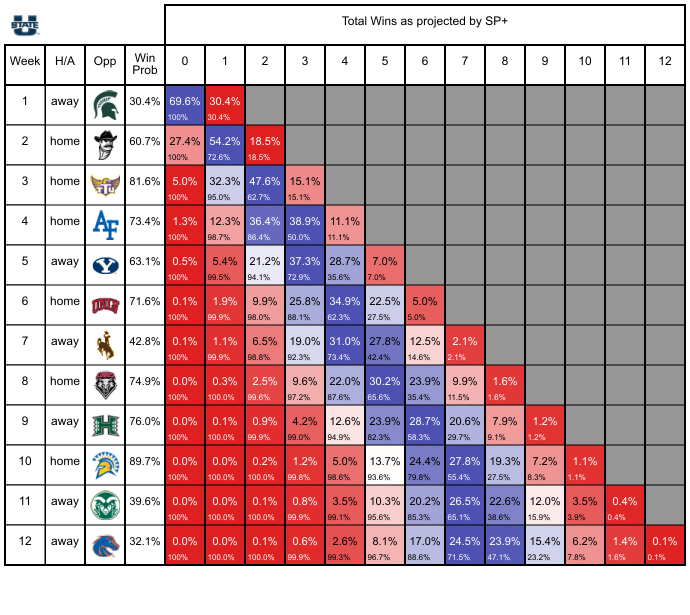 STATE
Total Wins as projected by SP+
Week H/A Opp Win Prob 0 1 2 3 4 5 6 7 8 9 10 11 12
1 away 30.4% 69.6% 30.4%
100% 30.4%
2 home 60.7% 27.4% 54.2% 18.5%
100% 72.6% 18.5%
3 home 81.6% 5.0% 32.3% 47.6% 15.1%
100% 95.0% 62.7% 15.1%
4 home AF 73.4% 1.3% 12.3% 36.4% 38.9% 11.1%
100% 98.7% 86.4% 50.0% 11.1%
5 away Y 63.1% 0.5% 5.4% 21.2% 37.3% 28.7% 7.0%
100% 99.5% 94.1% 72.9% 35.6% 7.0%
6 home UNLV 71.6% 0.1% 1.9% 9.9% 25.8% 34.9% 22.5% 5.0%
100% 99.9% 98.0% 88.1% 62.3% 27.5% 5.0%
7 away 42.8% 0.1% 1.1% 6.5% 19.0% 31.0% 27.8% 12.5% 2.1%
100% 99.9% 98.8% 92.3% 73.4% 42.4% 14.6% 2.1%
8 home 74.9% 0.0% 0.3% 2.5% 9.6% 22.0% 30.2% 23.9% 9.9% 1.6%
100% 100.0% 99.6% 97.2% 87.6% 65.6% 35.4% 11.5% 1.6%
9 away H 76.0% 0.0% 0.1% 0.9% 4.2% 12.6% 23.9% 28.7% 20.6% 7.9% 1.2%
100% 100.0% 99.9% 99.0% 94.9% 82.3% 58.3% 29.7% 9.1% 1.2%
10 home 89.7% 0.0% 0.0% 0.2% 1.2% 5.0% 13.7% 24.4% 27.8% 19.3% 7.2% 1.1%
100% 100.0% 100.0% 99.8% 98.6% 93.6% 79.8% 55.4% 27.5% 8.3% 1.1%
11 away 39.6% 0.0% 0.0% 0.1% 0.8% 3.5% 10.3% 20.2% 26.5% 22.6% 12.0% 3.5% 0.4%
100% 100.0% 100.0% 99.9% 99.1% 95.6% 85.3% 65.1% 38.6% 15.9% 3.9% 0.4%
12 away 32.1% 0.0% 0.0% 0.1% 0.6% 2.6% 8.1% 17.0% 24.5% 23.9% 15.4% 6.2% 1.4% 0.1%
100% 100.0% 100.0% 99.9% 99.3% 96.7% 88.6% 71.5% 47.1% 23.2% 7.8% 1.6% 0.1%